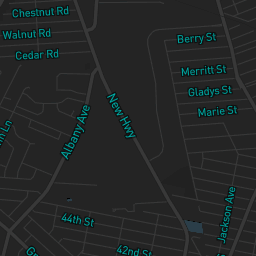 Chestnut Rd
Walnut Rd
Berry St
Cedar Rd
Merritt St
Gladys St
New Hwy
Marie St
Albany Ave
Ln
Jackson Ave
44th St
42nd St